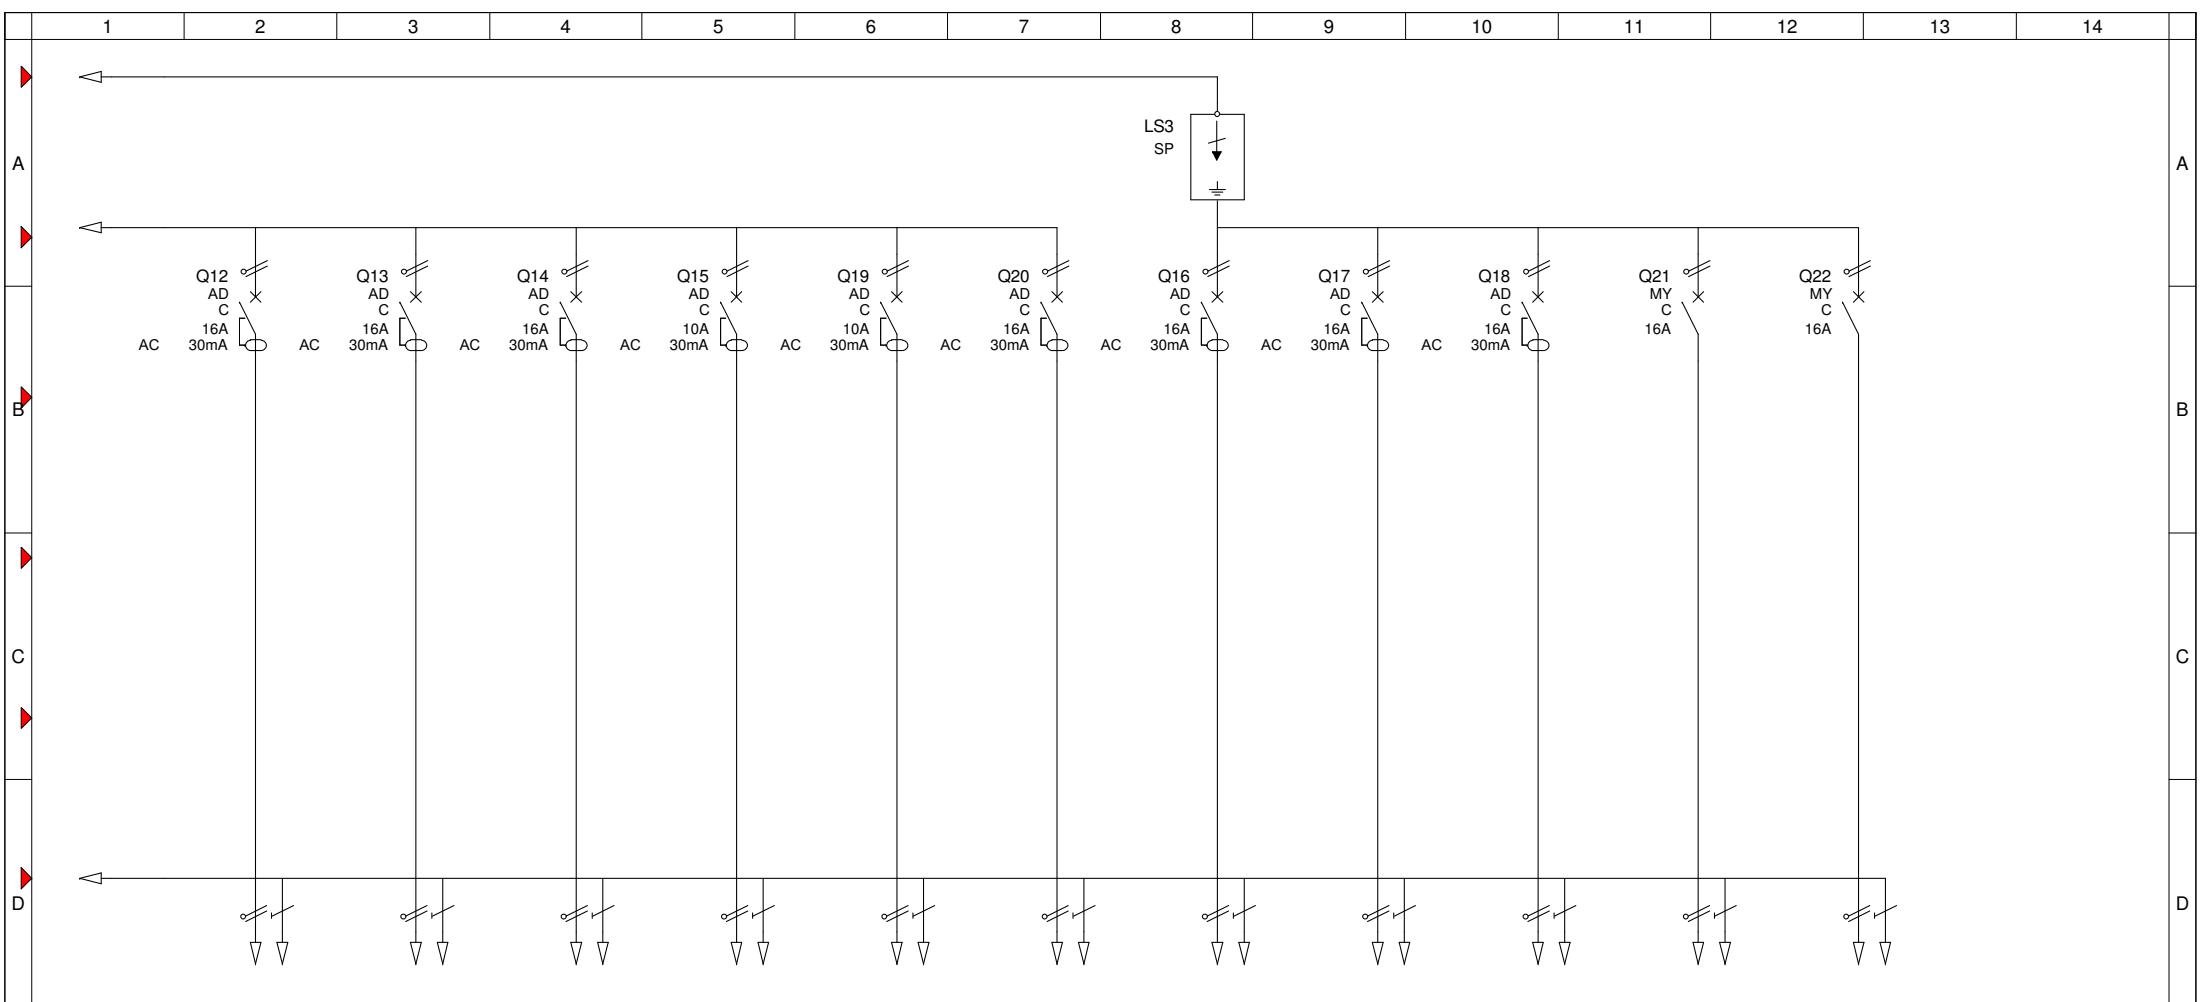 1 2 3 4 5 6 7 8 9 10 11 12 13 14
LS3
SP
A A
Q12 Q13 Q14 Q15 Q19 Q20 Q16 Q17 Q18 Q21 Q22
AD AD AD AD AD AD AD AD AD MY MY
C C C C C C C C C C C
16A 16A 16A 10A 10A 16A 16A 16A 16A 16A 16A
AC 30mA AC 30mA AC 30mA AC 30mA AC 30mA AC 30mA AC 30mA AC 30mA AC 30mA
B B
C C
D D